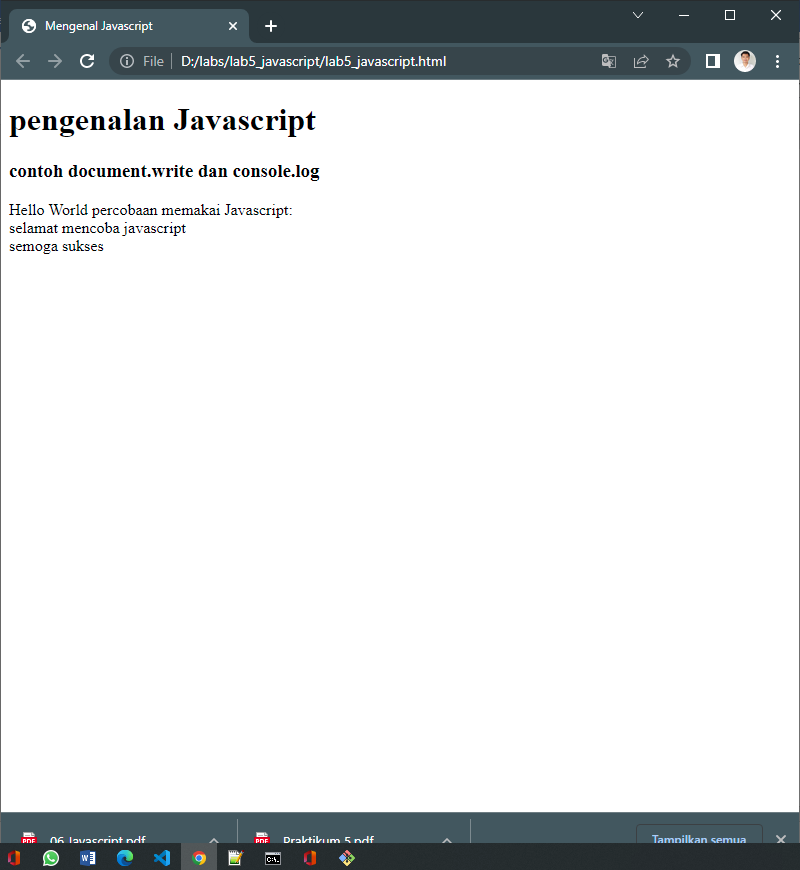 Mengenal Javascript
File D:/labs/lab5_javascript/lab5_javascript.html
pengenalan Javascript
contoh document.write dan console.log
Hello World percobaan memakai Javascript:
selamat mencoba javascript
semoga sukses
06 Javascript.pdf
Praktikum 5.pdf
Tampilkan semua